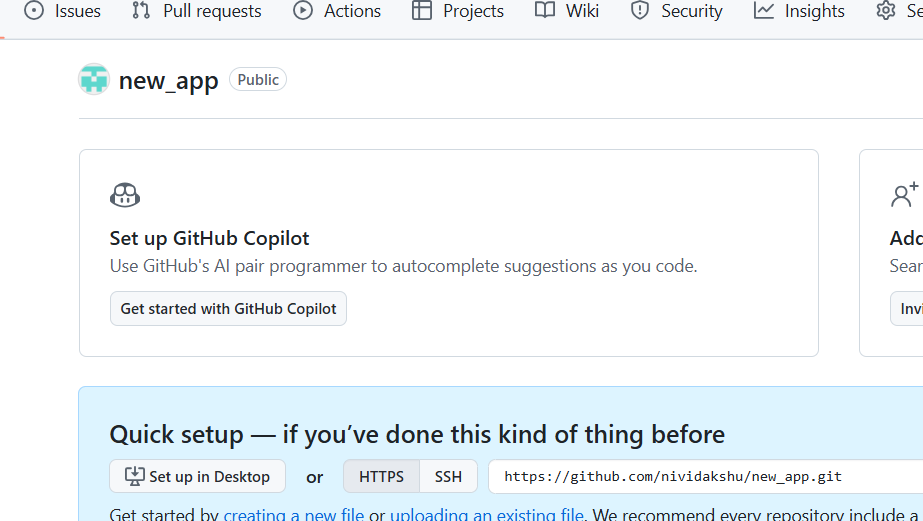 Issues Pull requests Actions Projects Wiki Security Insights Se
new_app Public
Set up GitHub Copilot
Use GitHub's AI pair programmer to autocomplete suggestions as you code.
Get started with GitHub Copilot
Add
Sear
Invi
Quick setup — if you’ve done this kind of thing before
Set up in Desktop or HTTPS SSH https://github.com/nividakshu/new_app.git
Get started by creating a new file or uploading an existing file. We recommend every repository include a